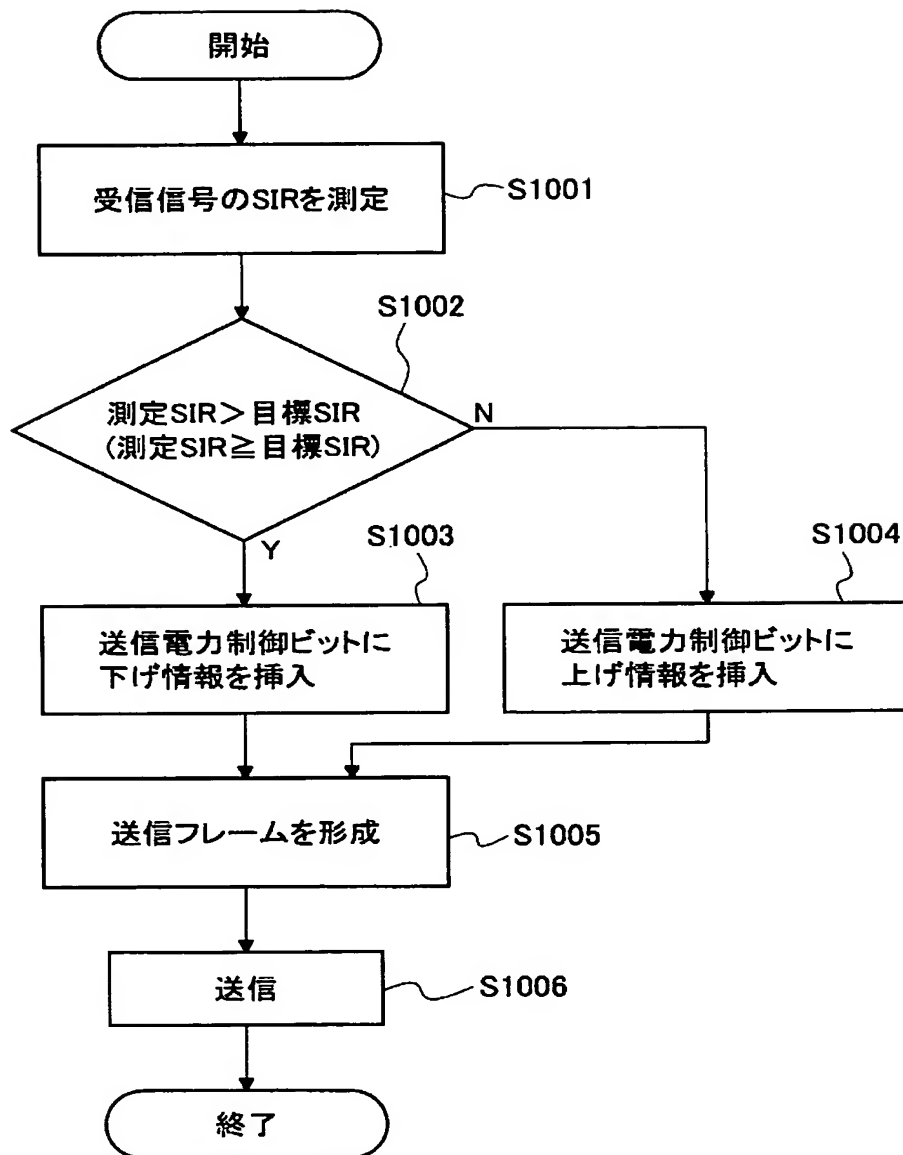 開始
受信信号のSIRを測定
S1001
S1002
測定SIR＞目標SIR
(測定SIR≧目標SIR)
N
Y
S1003
送信電力制御ビットに
下げ情報を挿入
S1004
送信電力制御ビットに
上げ情報を挿入
送信フレームを形成
S1005
送信
S1006
終了